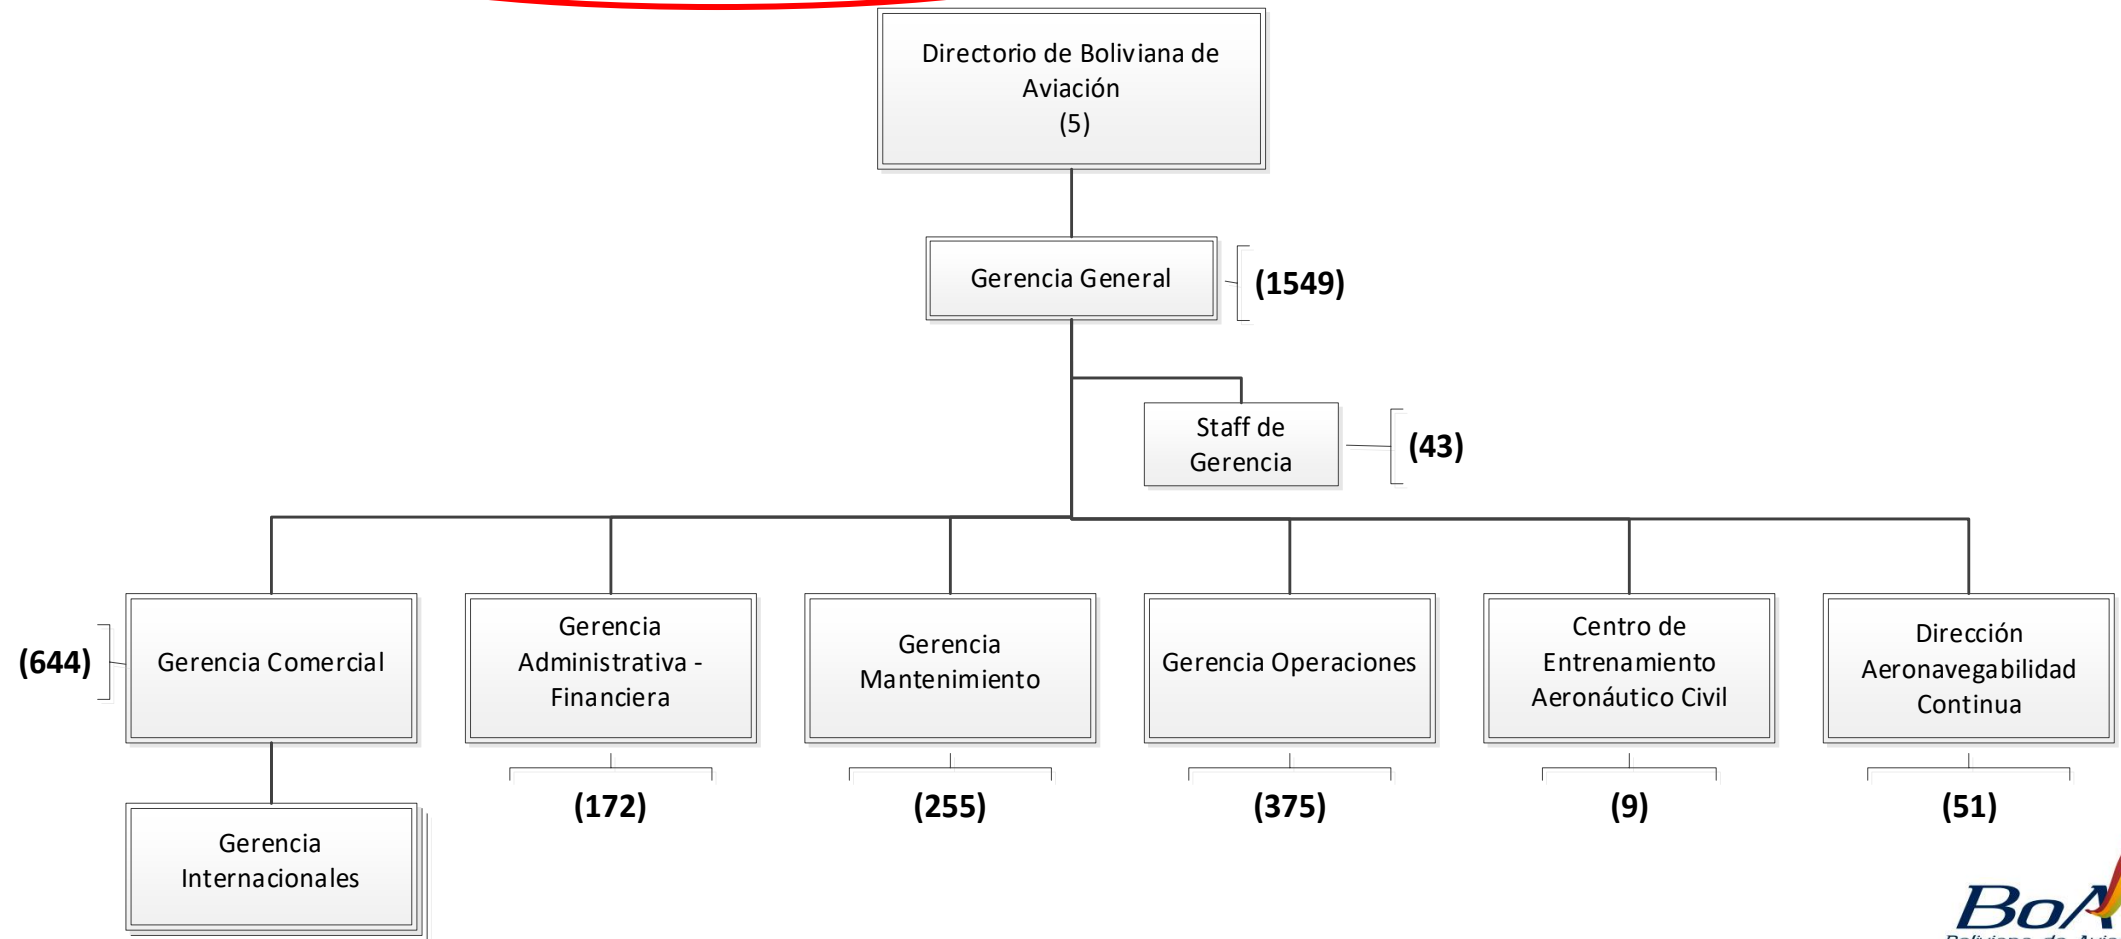 Directorio de Boliviana de
Aviación
(5)
Gerencia General
(1549)
Staff de
Gerencia
(43)
(644)
Gerencia Comercial
Gerencia
Administrativa -
Financiera
Gerencia
Mantenimiento
Gerencia Operaciones
Centro de
Entrenamiento
Aeronáutico Civil
Dirección
Aeronavegabilidad
Continua
(172)
(255)
(375)
(9)
(51)
Gerencia
Internacionales
BoA